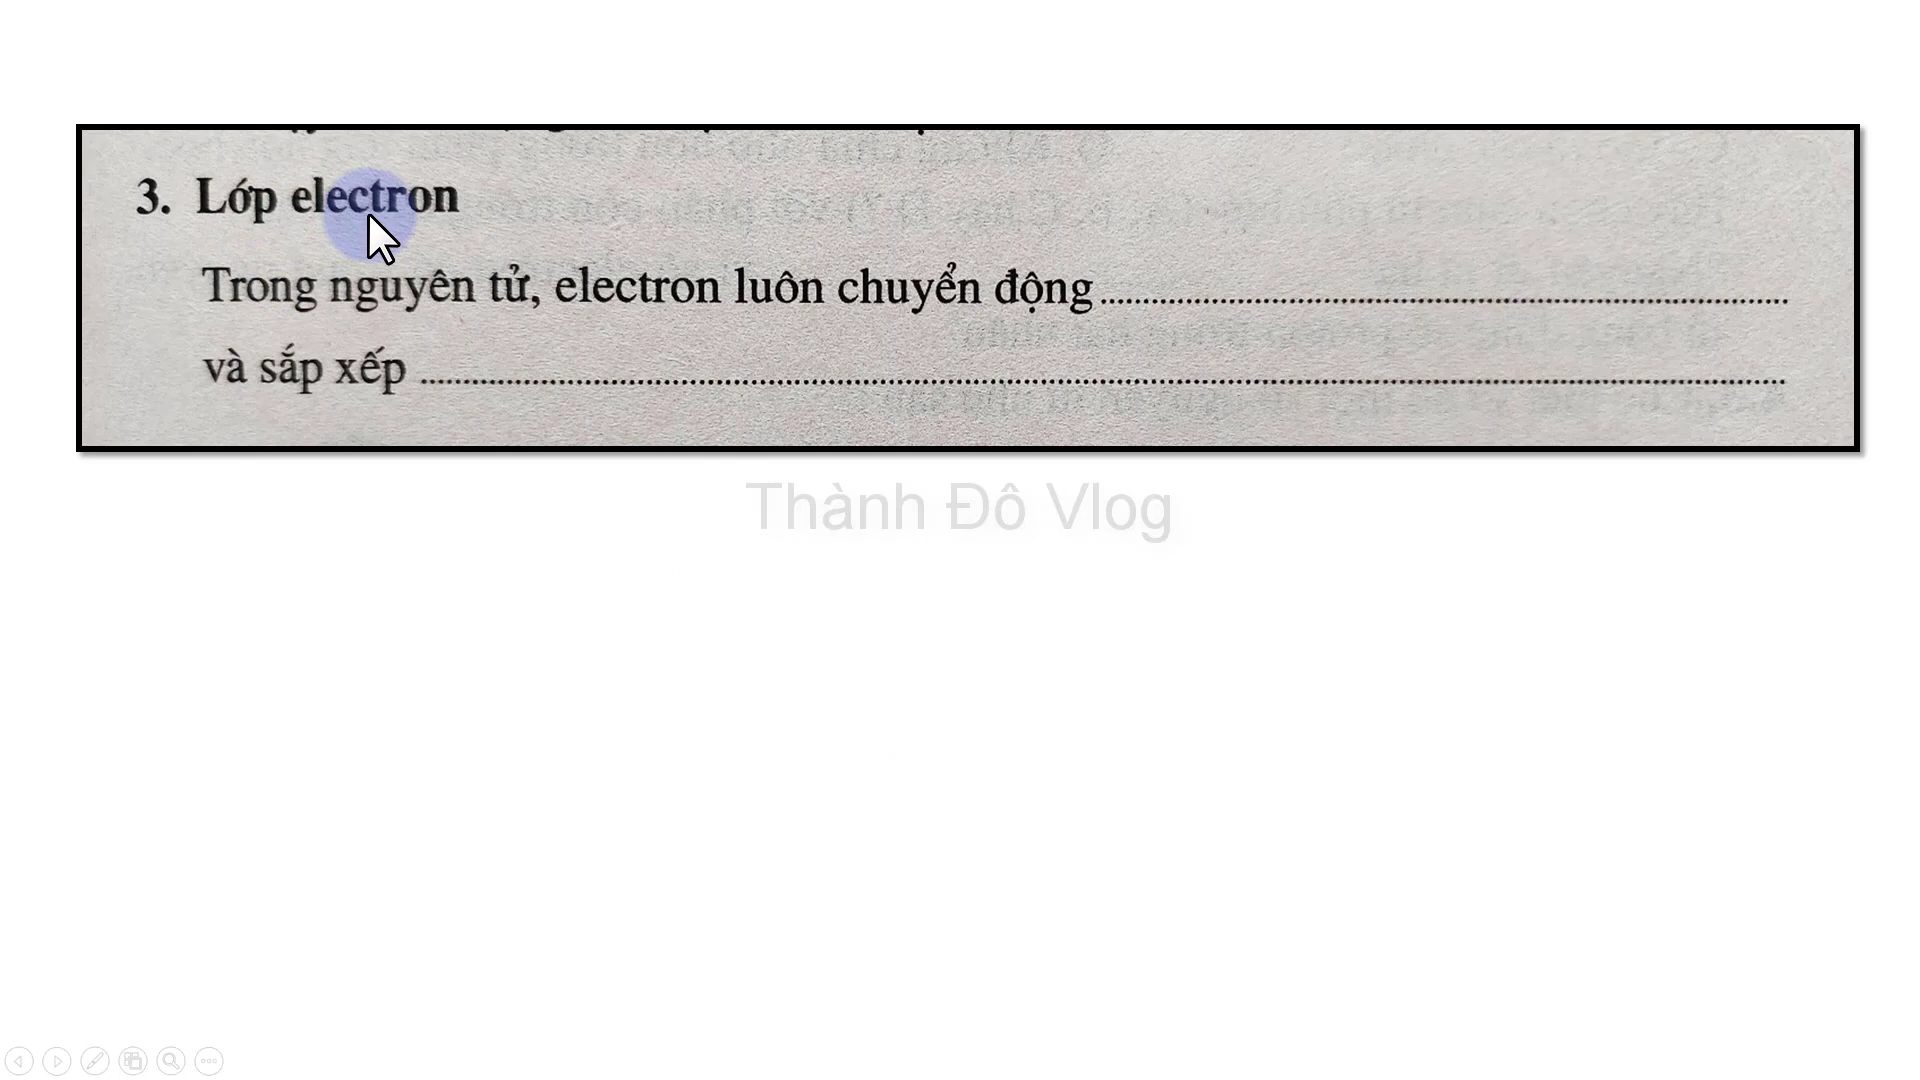 3. Lớp electron
Trong nguyên tử, electron luôn chuyển động ........................
và sắp xếp ........................
Thành Đô Vlog